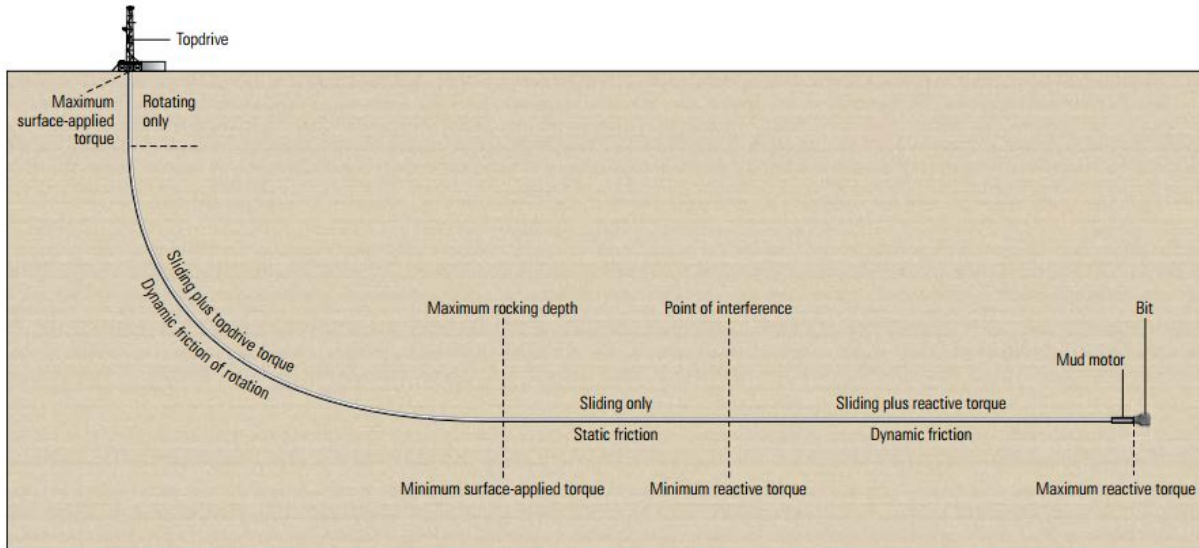 Topdrive
Maximum
surface-applied
torque
Rotating
only
Sliding plus topdrive torque
Dynamic friction of rotation
Maximum rocking depth
Point of interference
Bit
Mud motor
Sliding only
Sliding plus reactive torque
Static friction
Dynamic friction
Minimum surface-applied torque
Minimum reactive torque
Maximum reactive torque